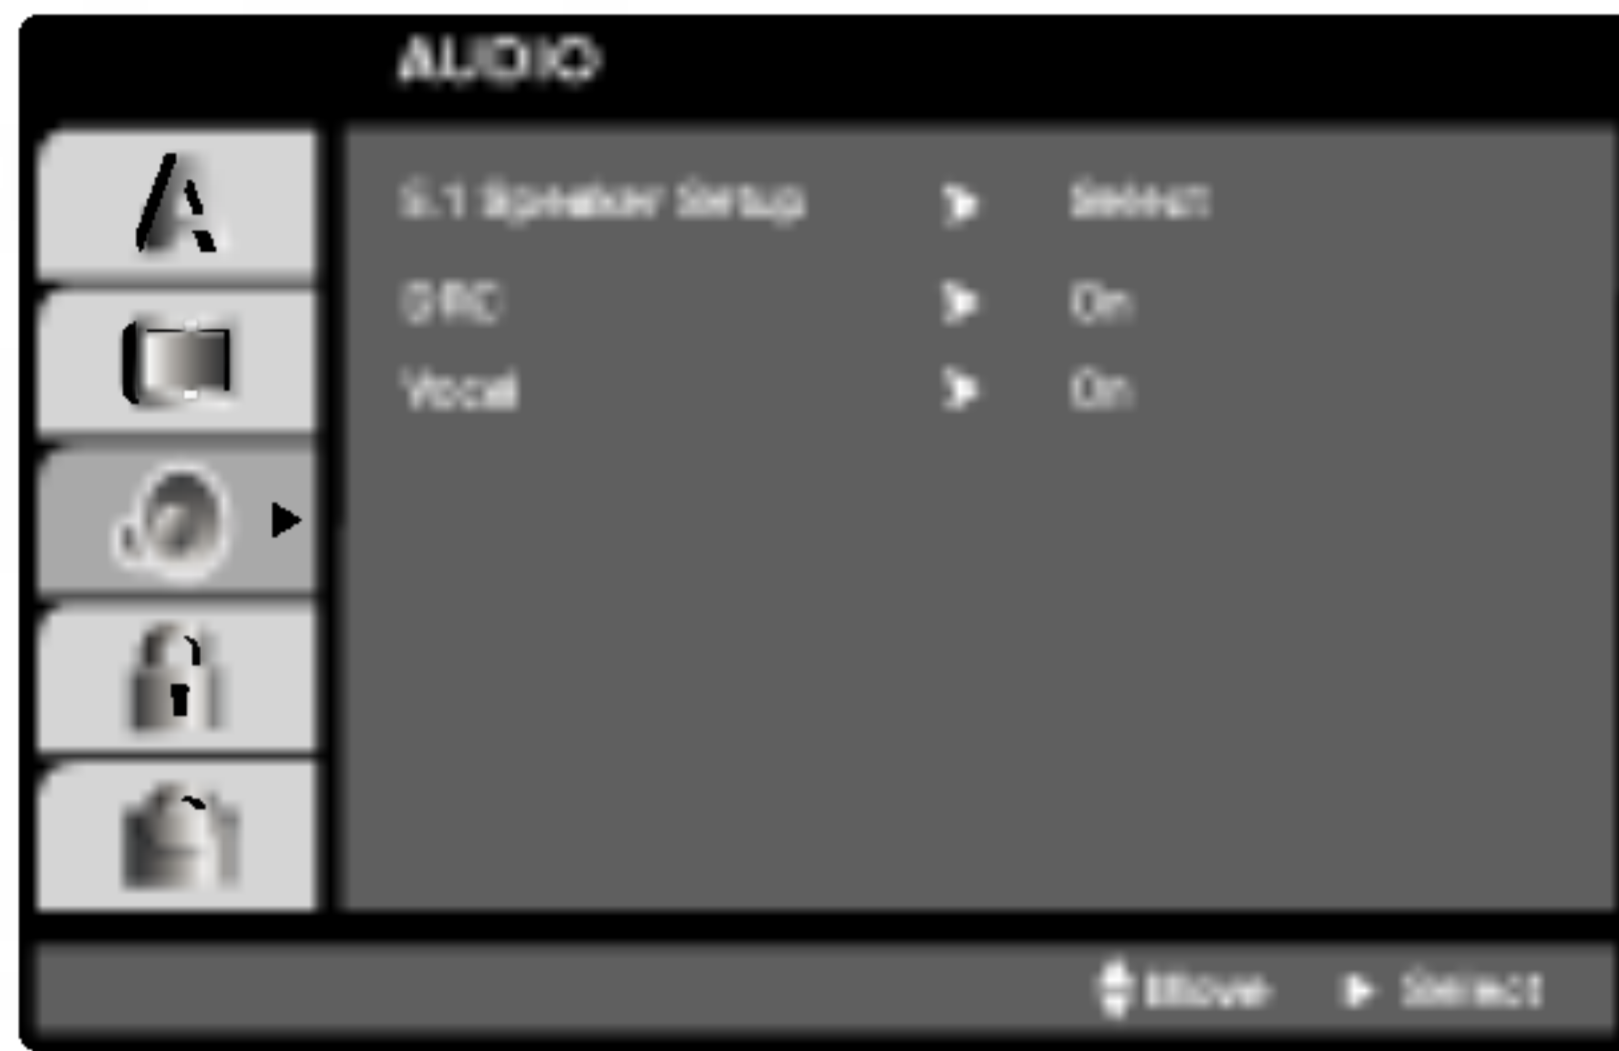 AUDIO
5.1 Speaker Setup Select
DRC On
Vocal On
Move Select